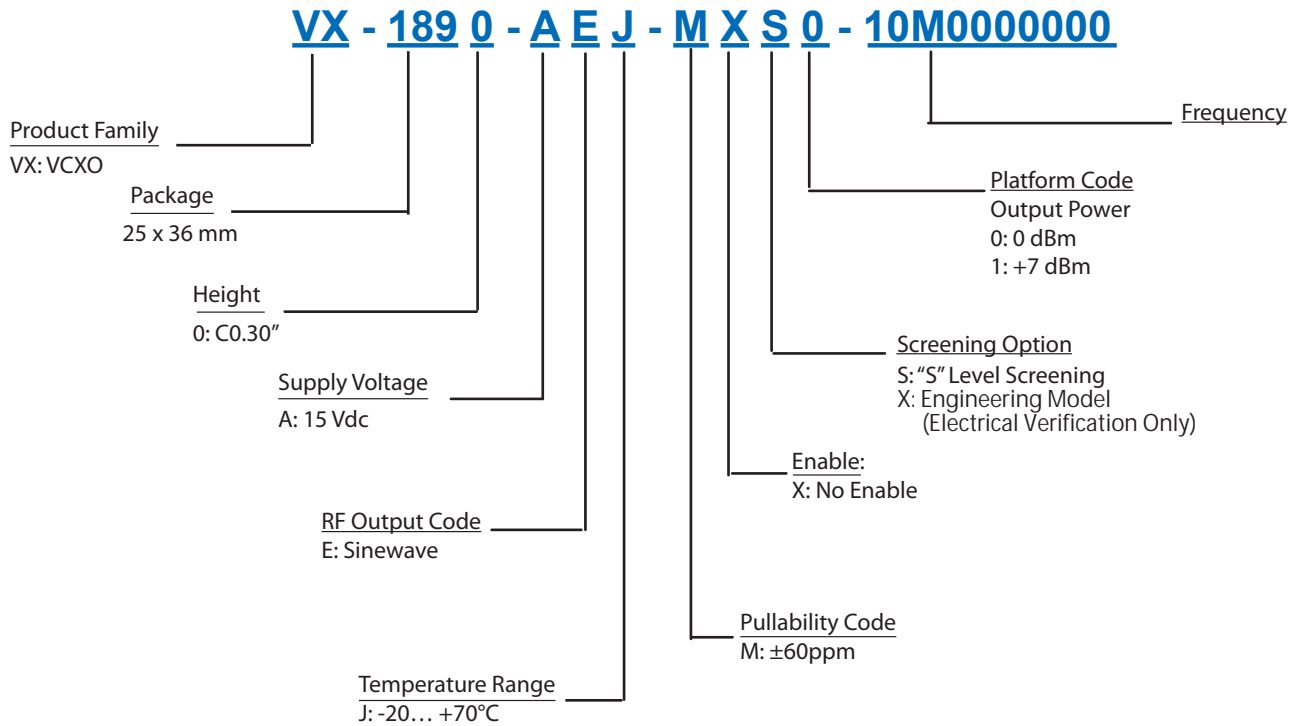 VX - 189 0 - A E J - M X S 0 - 10M0000000
Product Family
VX: VCXO
Package
25 x 36 mm
Height
0: C0.30”
Supply Voltage
A: 15 Vdc
RF Output Code
E: Sinewave
Temperature Range
J: -20… +70°C
Pullability Code
M: ±60ppm
Enable:
X: No Enable
Screening Option
S: “S” Level Screening
X: Engineering Model
(Electrical Verification Only)
Platform Code
Output Power
0: 0 dBm
1: +7 dBm
Frequency